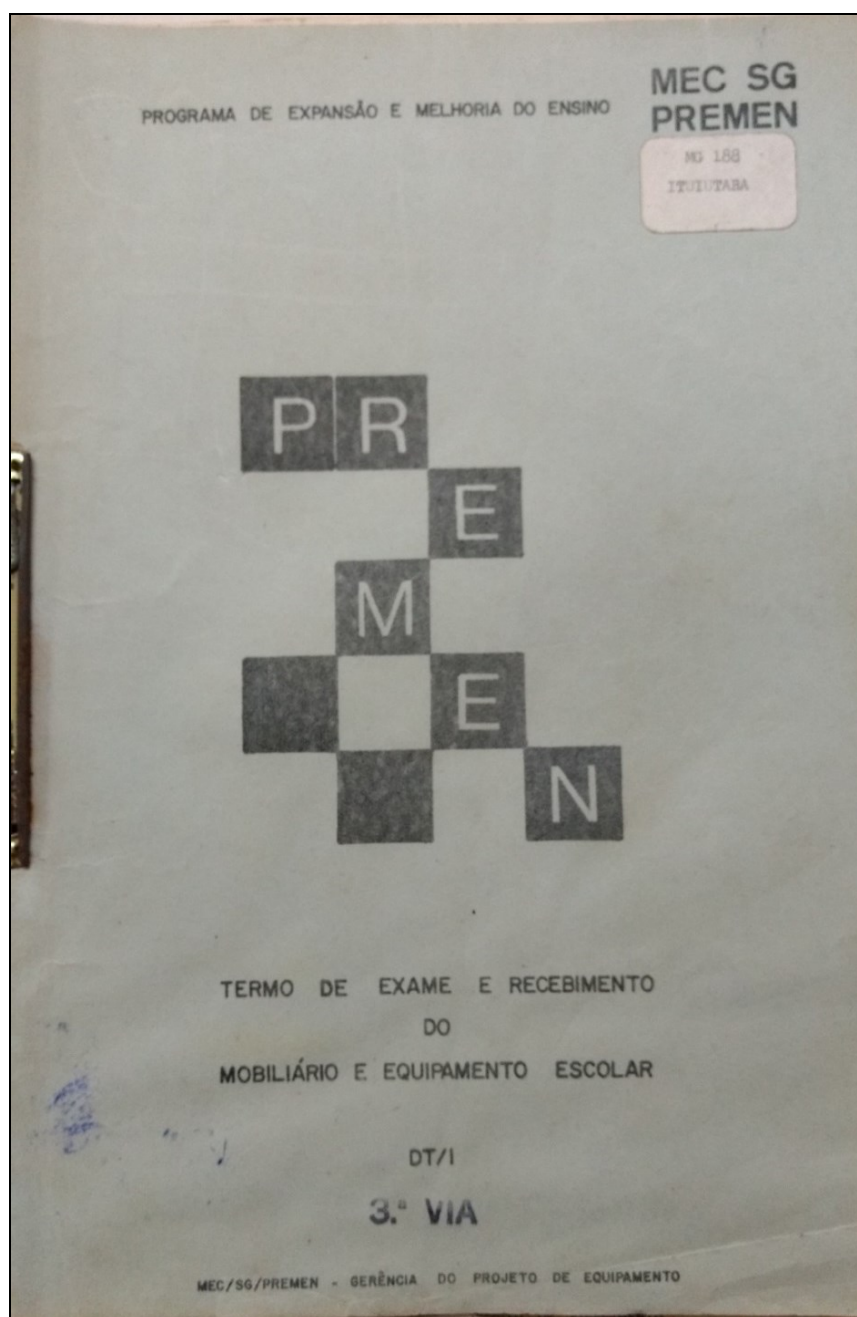 PROGRAMA DE EXPANSÃO E MELHORIA DO ENSINO
MEC SG
PREMEN
MG 188
ITUIUTABA
PR
E
M
E
N
TERMO DE EXAME E RECEBIMENTO
DO
MOBILIÁRIO E EQUIPAMENTO ESCOLAR
DT/I
3.ª VIA
MEC/SG/PREMEN - GERÊNCIA DO PROJETO DE EQUIPAMENTO